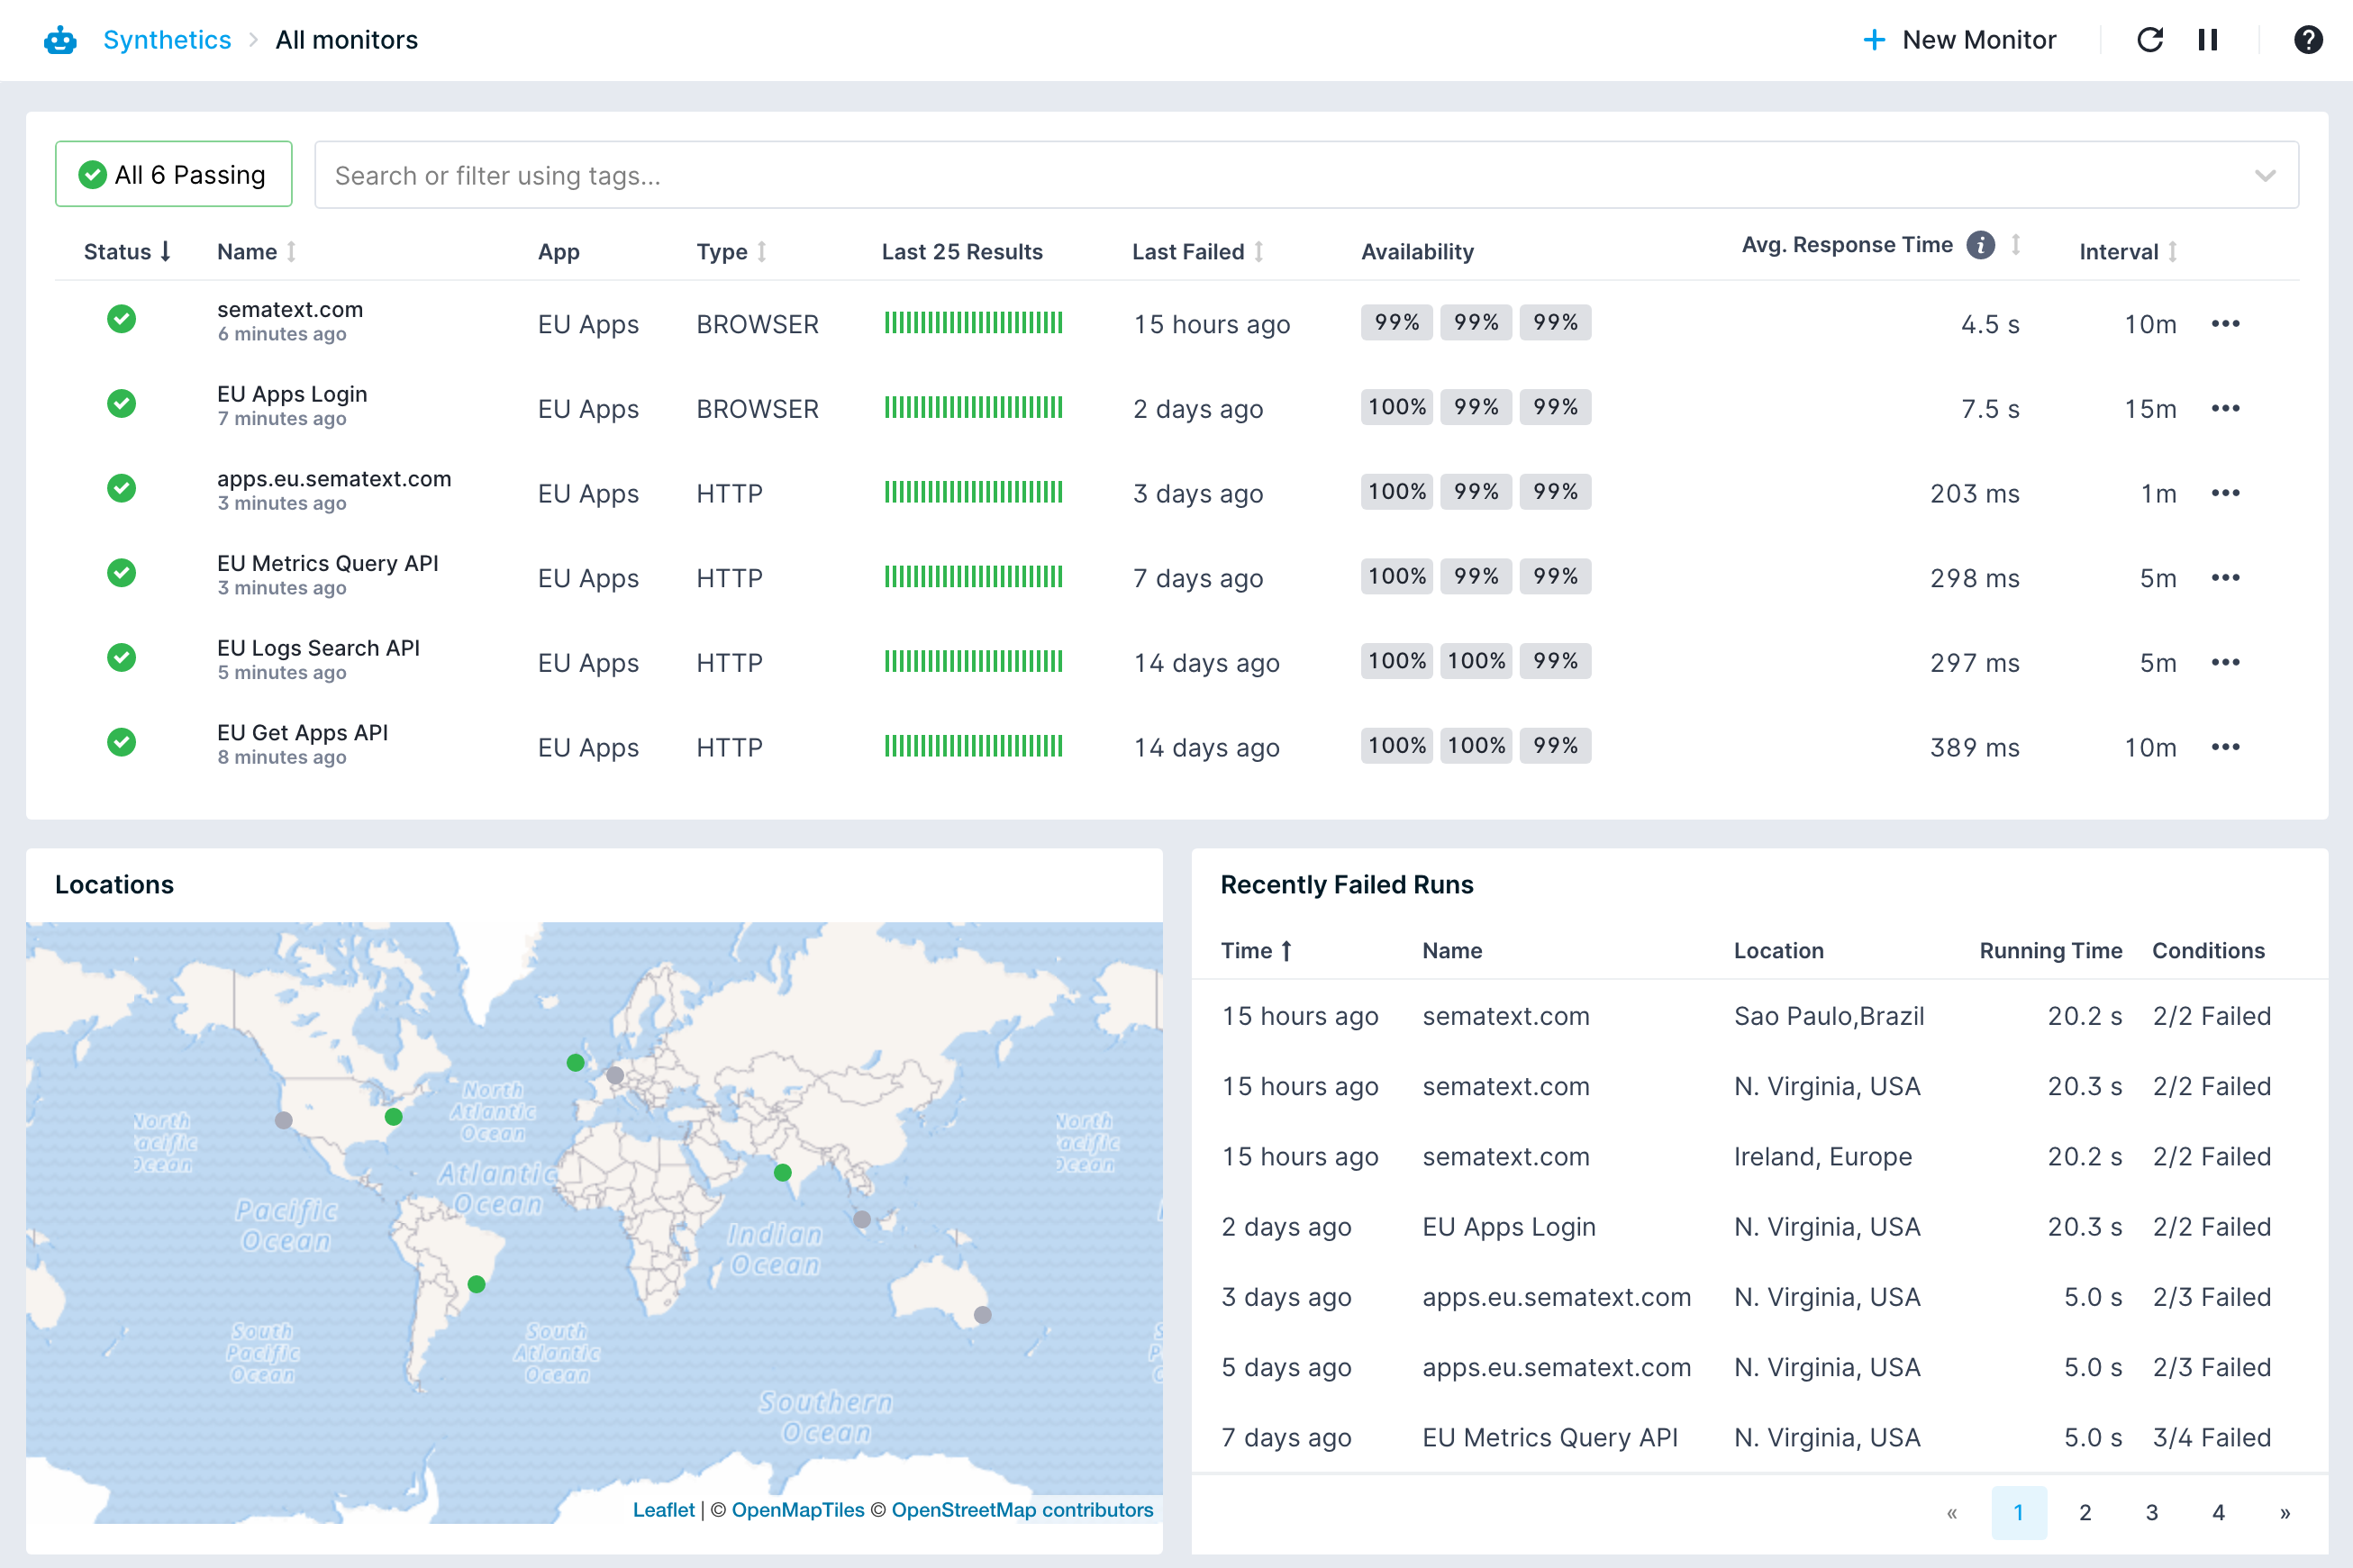 Synthetics > All monitors
+ New Monitor
All 6 Passing
Search or filter using tags...
Status Name App Type Last 25 Results Last Failed Availability Avg. Response Time Interval
sematext.com
6 minutes ago
EU Apps BROWSER 15 hours ago 99% 99% 99% 4.5 s 10m
EU Apps Login
7 minutes ago
EU Apps BROWSER 2 days ago 100% 99% 99% 7.5 s 15m
apps.eu.sematext.com
3 minutes ago
EU Apps HTTP 3 days ago 100% 99% 99% 203 ms 1m
EU Metrics Query API
3 minutes ago
EU Apps HTTP 7 days ago 100% 99% 99% 298 ms 5m
EU Logs Search API
5 minutes ago
EU Apps HTTP 14 days ago 100% 100% 99% 297 ms 5m
EU Get Apps API
8 minutes ago
EU Apps HTTP 14 days ago 100% 100% 99% 389 ms 10m
Locations
North
Atlantic
Ocean
North
Atlantic
Ocean
Pacific
Ocean
Indian
Ocean
South
Pacific
Ocean
South
Atlantic
Ocean
Southern
Ocean
North
Leaflet | © OpenMapTiles © OpenStreetMap contributors
Recently Failed Runs
Time Name Location Running Time Conditions
15 hours ago sematext.com Sao Paulo,Brazil 20.2 s 2/2 Failed
15 hours ago sematext.com N. Virginia, USA 20.3 s 2/2 Failed
15 hours ago sematext.com Ireland, Europe 20.2 s 2/2 Failed
2 days ago EU Apps Login N. Virginia, USA 20.3 s 2/2 Failed
3 days ago apps.eu.sematext.com N. Virginia, USA 5.0 s 2/3 Failed
5 days ago apps.eu.sematext.com N. Virginia, USA 5.0 s 2/3 Failed
7 days ago EU Metrics Query API N. Virginia, USA 5.0 s 3/4 Failed
« 1 2 3 4 »